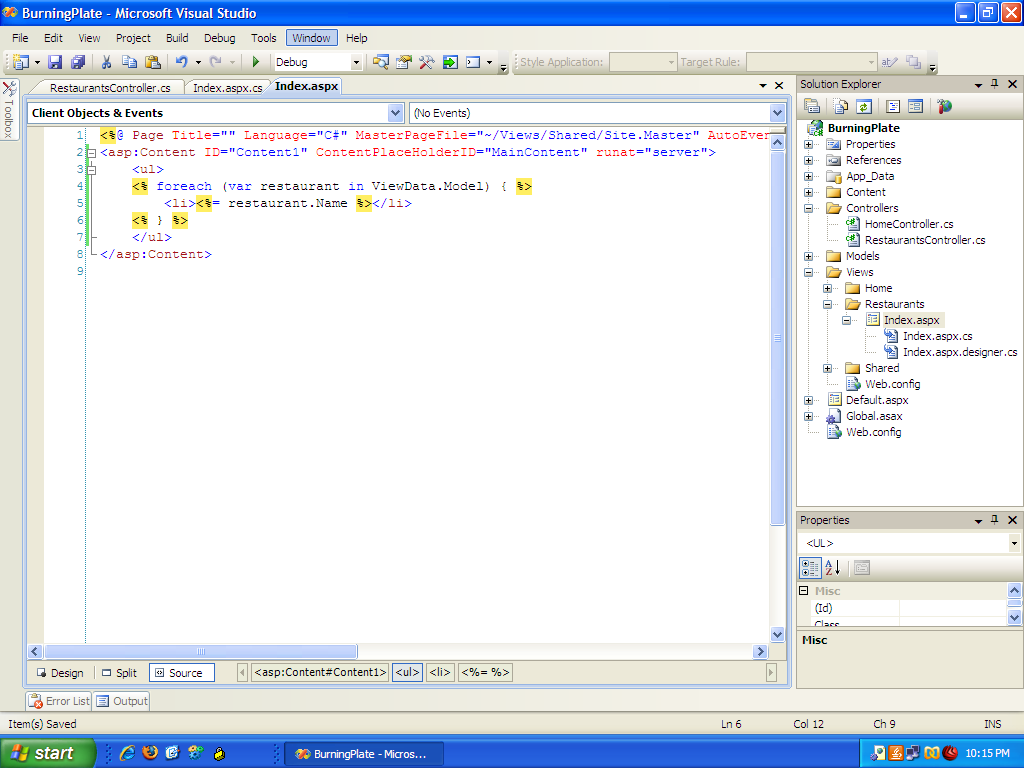 BurningPlate - Microsoft Visual Studio
File Edit View Project Build Debug Tools Window Help
Debug Style Application: Target Rule:
Toolbox
RestaurantsController.cs Index.aspx.cs Index.aspx
Client Objects & Events (No Events)
1 <%@ Page Title="" Language="C#" MasterPageFile="~/Views/Shared/Site.Master" AutoEver
2 <asp:Content ID="Content1" ContentPlaceHolderID="MainContent" runat="server">
3 <ul>
4 <% foreach (var restaurant in ViewData.Model) { %>
5 <li><%= restaurant.Name %></li>
6 <% } %>
7 </ul>
8 </asp:Content>
9
Design Split Source <asp:Content#Content1> <ul> <li> <%= %>
Error List Output
Solution Explorer
BurningPlate
Properties
References
App_Data
Content
Controllers
HomeController.cs
RestaurantsController.cs
Models
Views
Home
Restaurants
Index.aspx
Index.aspx.cs
Index.aspx.designer.cs
Shared
Web.config
Default.aspx
Global.asax
Web.config
Properties
<UL>
Misc
(Id)
Class
Misc
Item(s) Saved Ln 6 Col 12 Ch 9 INS
start BurningPlate - Micros... 10:15 PM